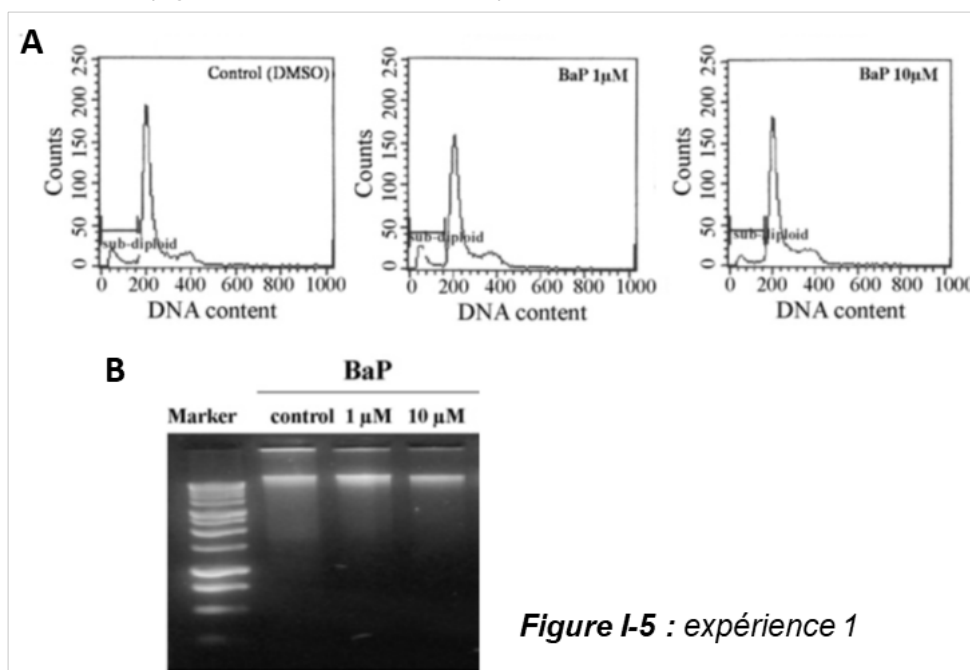 A
Control (DMSO)
250
200
150
100
50
0
Counts
sub-diploid
0 200 400 600 800 1000
DNA content
BaP 1µM
250
200
150
100
50
0
Counts
sub-diploid
0 200 400 600 800 1000
DNA content
BaP 10µM
250
200
150
100
50
0
Counts
sub-diploid
0 200 400 600 800 1000
DNA content
B
BaP
Marker control 1 µM 10 µM
Figure I-5 : expérience 1